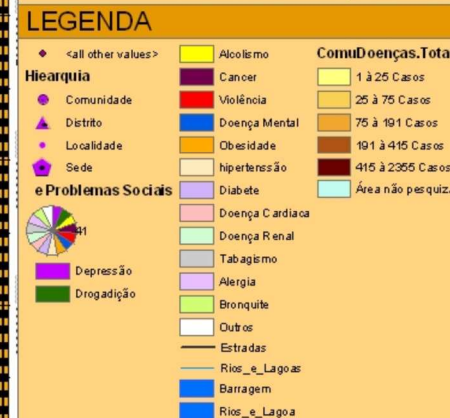 LEGENDA
<all other values>
Hiearquia
Comunidade
Distrito
Localidade
Sede
e Problemas Sociais
41
Depressão
Drogadição
Alcolismo
Cancer
Violência
Doença Mental
Obesidade
hipertenssão
Diabete
Doença Cardiaca
Doença Renal
Tabagismo
Alergia
Bronquite
Outros
Estradas
Rios_e_Lagoas
Barragem
Rios_e_Lagoa
ComuDoenças.Tota
1 à 25 Casos
25 à 75 Casos
75 à 191 Casos
191 à 415 Casos
415 à 2355 Casos
Área não pesquiz